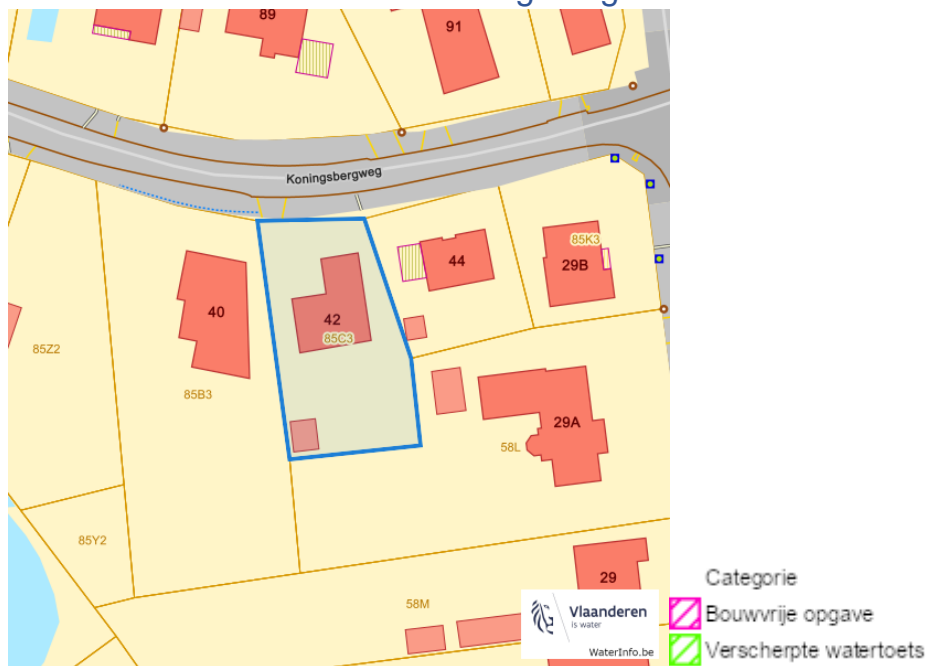 89
91
Koningsbergweg
44
85K3
29B
40
42
85C3
85Z2
85B3
29A
58L
85Y2
29
58M
Vlaanderen
is water
WaterInfo.be
Categorie
Bouwvrije opgave
Verscherpte watertoets